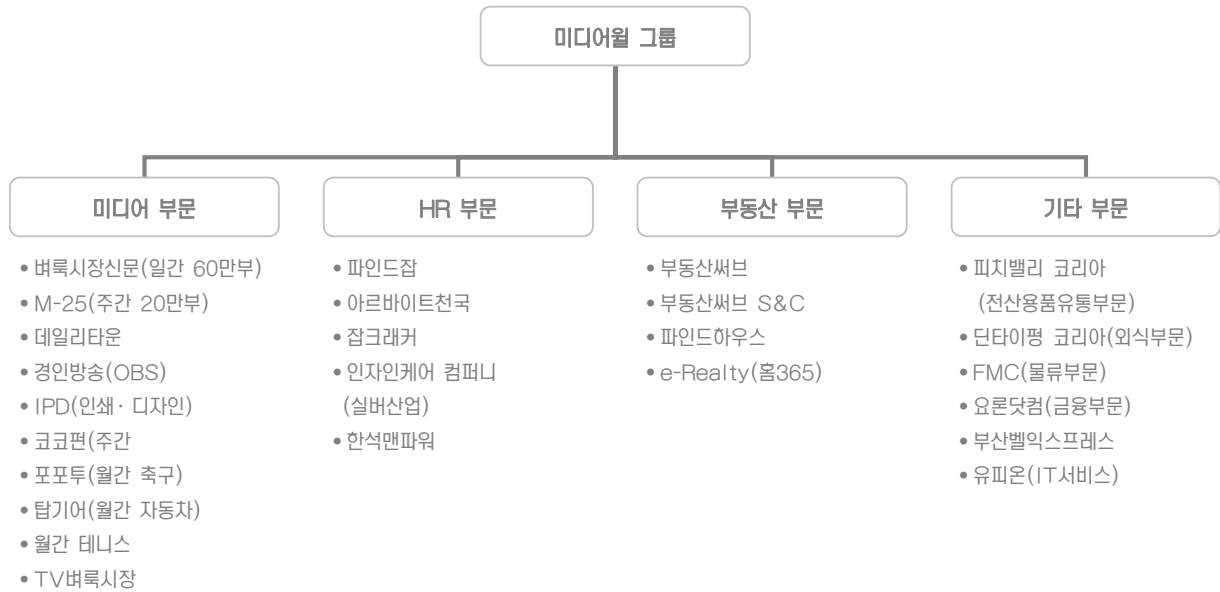 미디어윌 그룹
미디어 부문
• 벼룩시장신문(일간 60만부)
• M-25(주간 20만부)
• 데일리타운
• 경인방송(OBS)
• IPD(인쇄· 디자인)
• 코코펀(주간
• 포포투(월간 축구)
• 탑기어(월간 자동차)
• 월간 테니스
• TV벼룩시장
HR 부문
• 파인드잡
• 아르바이트천국
• 잡크래커
• 인자인케어 컴퍼니
(실버산업)
• 한석맨파워
부동산 부문
• 부동산써브
• 부동산써브 S&C
• 파인드하우스
• e-Realty(홈365)
기타 부문
• 피치밸리 코리아
(전산용품유통부문)
• 딘타이펑 코리아(외식부문)
• FMC(물류부문)
• 요론닷컴(금융부문)
• 부산벨익스프레스
• 유피온(IT서비스)